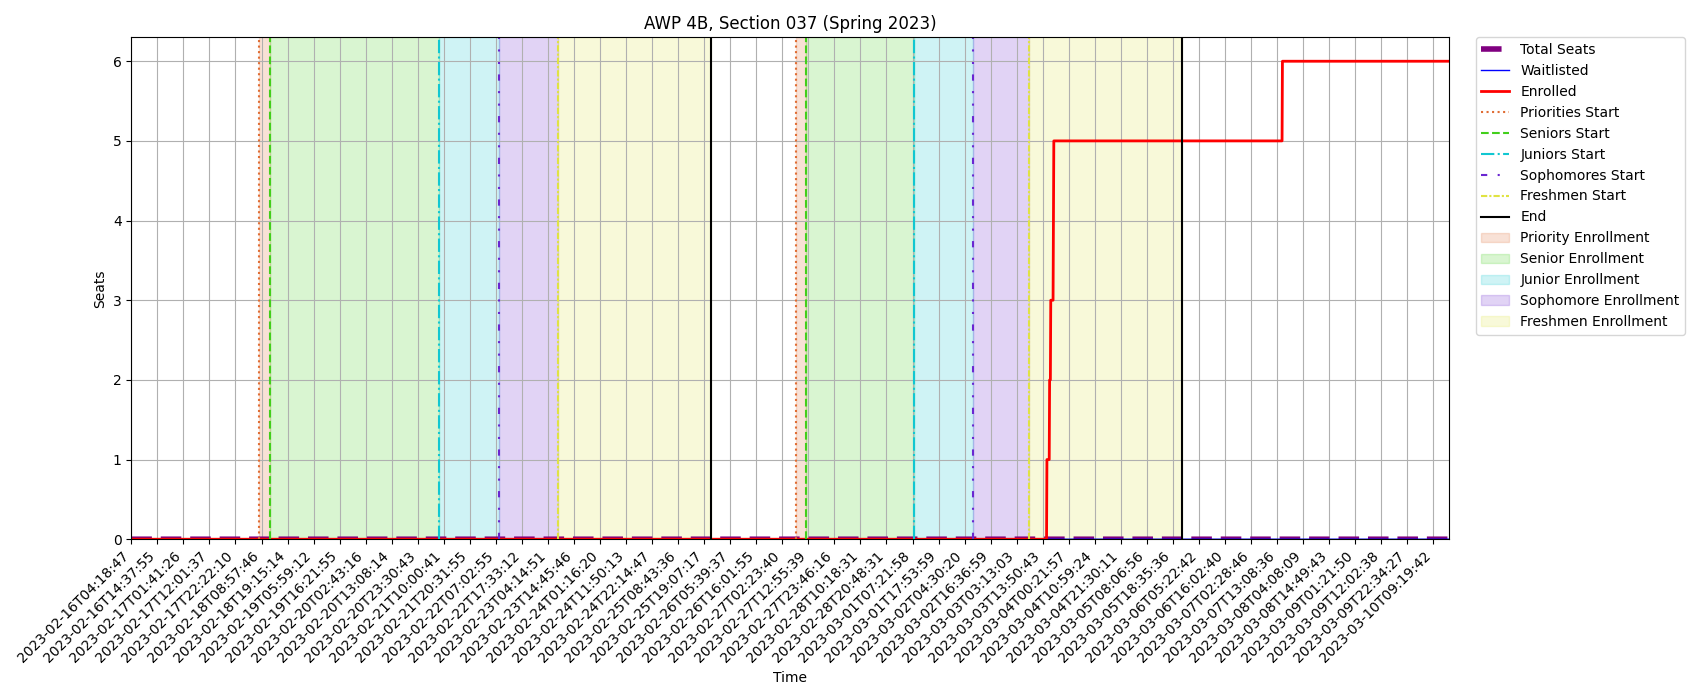 AWP 4B, Section 037 (Spring 2023)
Seats
6
5
4
3
2
1
0
2023-02-16T04:18:47
2023-02-16T14:37:55
2023-02-17T01:41:26
2023-02-17T12:01:37
2023-02-17T22:22:10
2023-02-18T08:57:46
2023-02-18T19:15:14
2023-02-19T05:59:12
2023-02-19T16:21:55
2023-02-20T02:43:16
2023-02-20T13:08:14
2023-02-20T23:30:43
2023-02-21T10:00:41
2023-02-21T20:31:55
2023-02-22T07:02:55
2023-02-22T17:33:12
2023-02-23T04:14:51
2023-02-23T14:45:46
2023-02-24T01:16:20
2023-02-24T11:50:13
2023-02-24T22:14:47
2023-02-25T08:43:36
2023-02-25T19:07:17
2023-02-26T05:39:37
2023-02-26T16:01:55
2023-02-27T02:23:40
2023-02-27T12:55:39
2023-02-27T23:46:19
2023-02-28T10:18:31
2023-02-28T20:48:31
2023-03-01T07:21:58
2023-03-01T17:53:59
2023-03-02T04:30:20
2023-03-02T16:36:59
2023-03-03T03:13:03
2023-03-03T13:50:43
2023-03-04T00:21:57
2023-03-04T10:59:24
2023-03-04T21:30:11
2023-03-05T08:06:56
2023-03-05T18:35:36
2023-03-06T05:22:42
2023-03-06T16:02:40
2023-03-07T02:28:46
2023-03-07T13:08:36
2023-03-08T04:08:09
2023-03-08T14:49:43
2023-03-09T01:21:50
2023-03-09T12:02:38
2023-03-09T22:34:27
2023-03-10T09:19:42
Time
Total Seats
Waitlisted
Enrolled
Priorities Start
Seniors Start
Juniors Start
Sophomores Start
Freshmen Start
End
Priority Enrollment
Senior Enrollment
Junior Enrollment
Sophomore Enrollment
Freshmen Enrollment